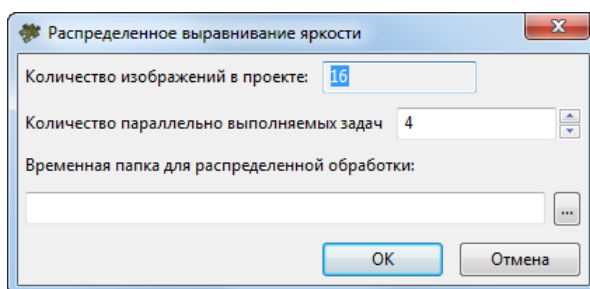 Распределенное выравнивание яркости
Количество изображений в проекте: 16
Количество параллельно выполняемых задач 4
Временная папка для распределенной обработки:
...
OK Отмена